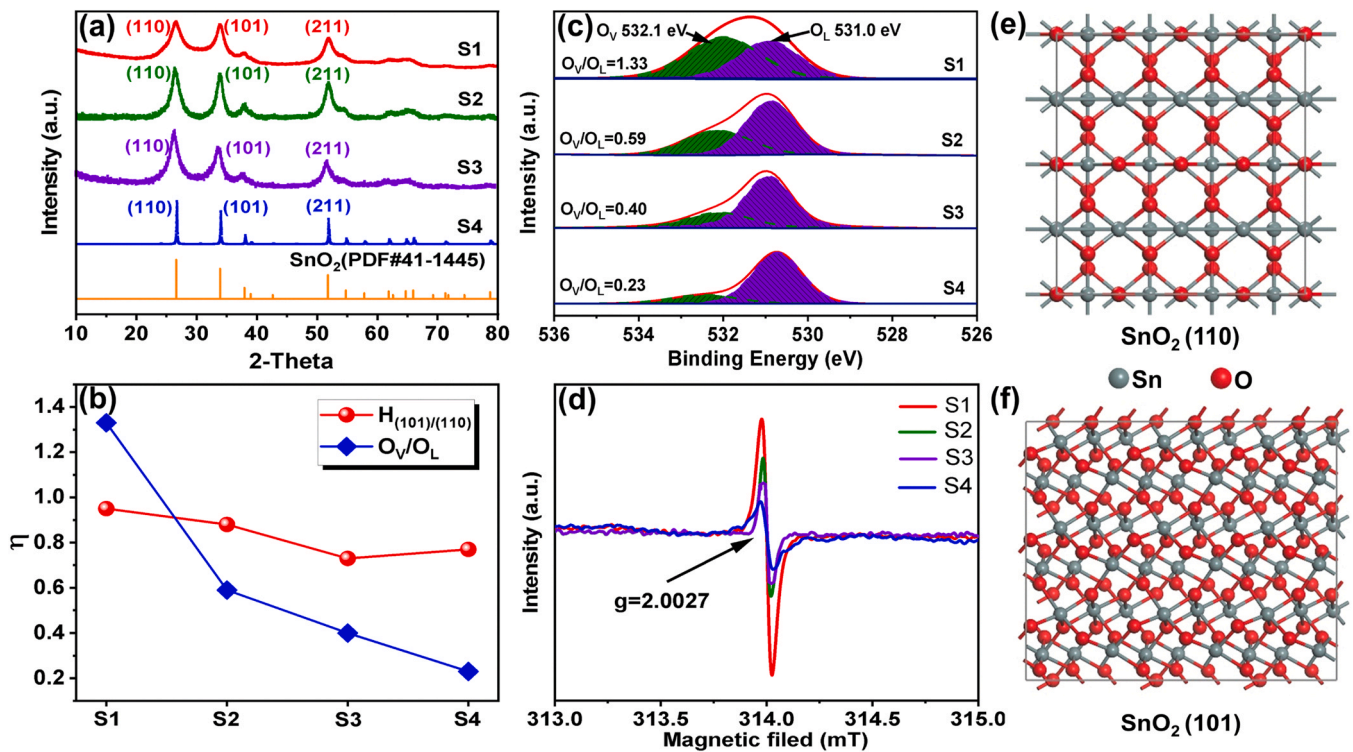 (a)
(110)
(101)
(211)
S1
(110)
(101)
(211)
S2
(110)
(101)
(211)
S3
(110)
(101)
(211)
S4
SnO2(PDF#41-1445)
Intensity (a.u.)
10 20 30 40 50 60 70 80
2-Theta
(b)
H(101)/(110)
OV/OL
η
1.4
1.2
1.0
0.8
0.6
0.4
0.2
S1 S2 S3 S4
(c)
OV 532.1 eV
OL 531.0 eV
OV/OL=1.33
S1
OV/OL=0.59
S2
OV/OL=0.40
S3
OV/OL=0.23
S4
Intensity (a.u.)
536 534 532 530 528 526
Binding Energy (eV)
(d)
S1
S2
S3
S4
g=2.0027
Intensity (a.u.)
313.0 313.5 314.0 314.5 315.0
Magnetic filed (mT)
(e)
SnO2 (110)
Sn O
(f)
SnO2 (101)